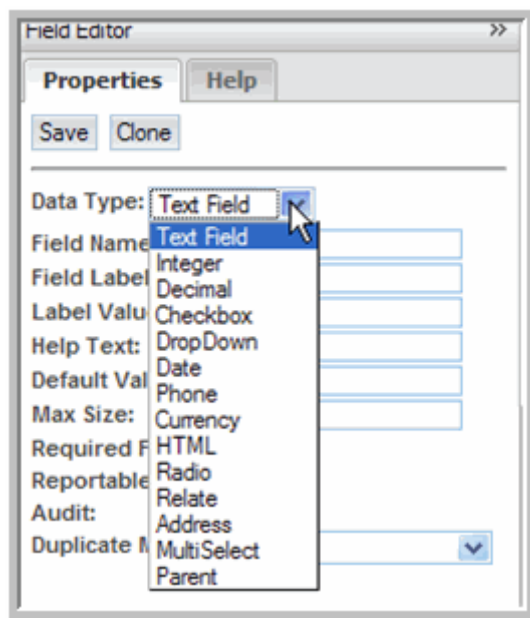 Field Editor »
Properties Help
Save Clone
Data Type: Text Field
Text Field
Field Name
Integer
Field Label
Decimal
Label Valu
Checkbox
Help Text: DropDown
Date
Default Val
Phone
Max Size: Currency
Required F HTML
Radio
Reportable
Relate
Audit: Address
Duplicate M MultiSelect
Parent